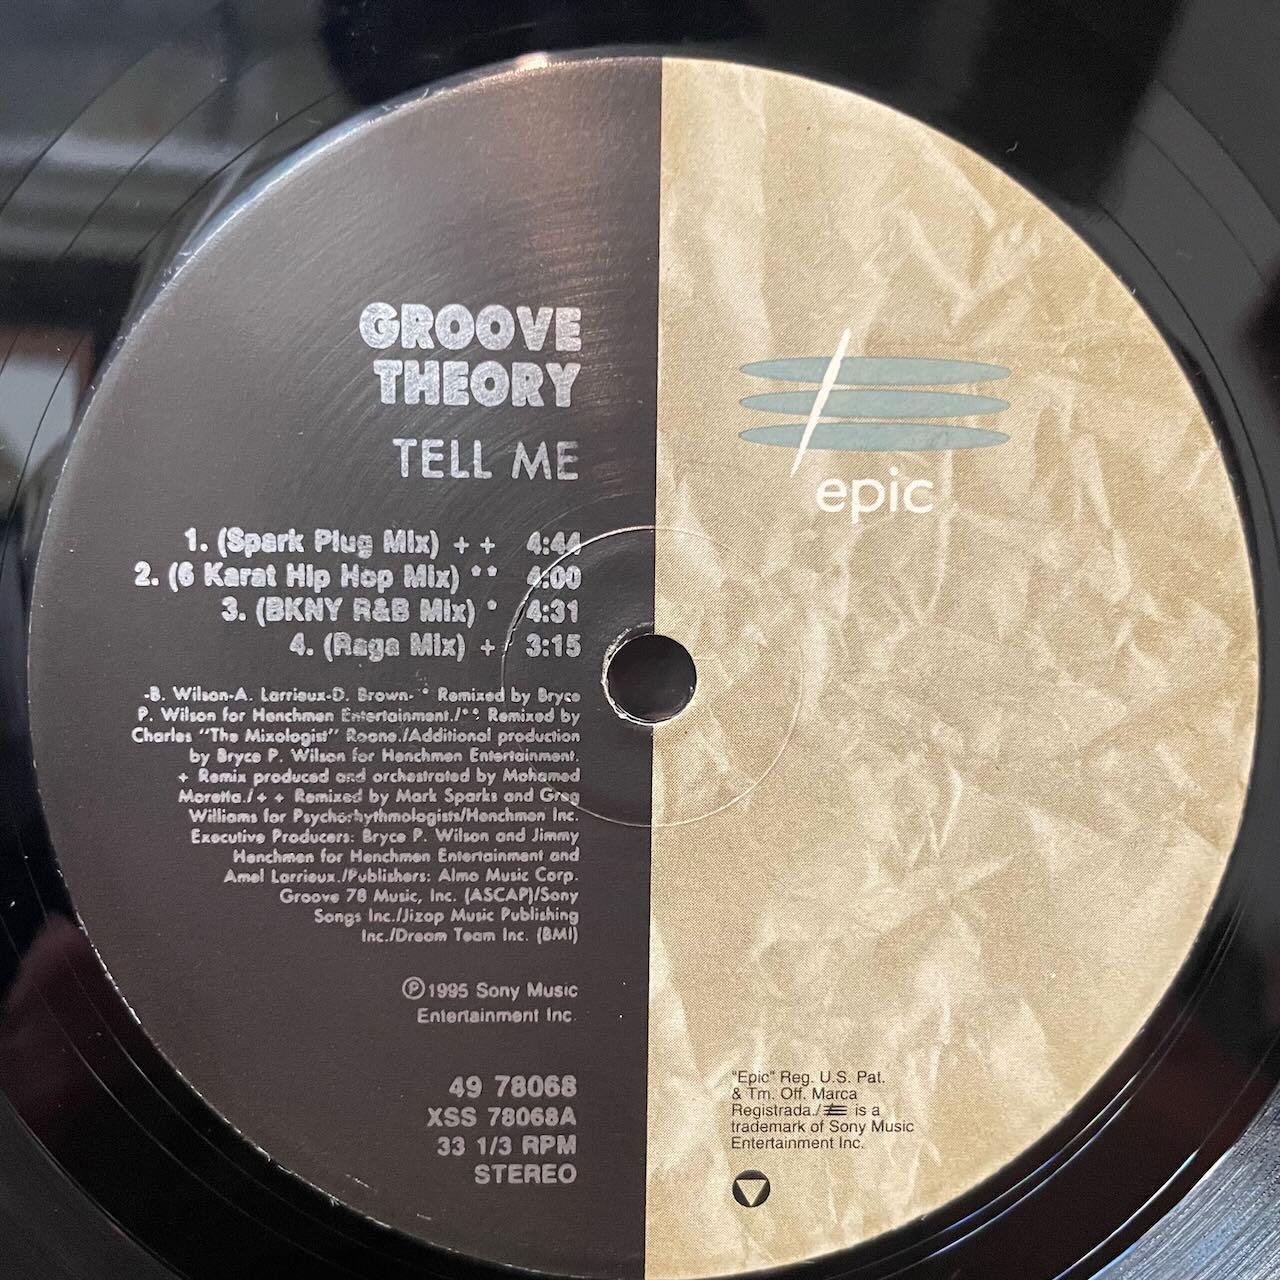 GROOVE
THEORY
TELL ME
1. (Spark Plug Mix) + + 4:44
2. (6 Karat Hip Hop Mix) ** 4:00
3. (BKNY R&B Mix) * 4:31
4. (Raga Mix) + 3:15
-B. Wilson-A. Larrieux-D. Brown- * Remixed by Bryce
P. Wilson for Henchmen Entertainment./** Remixed by
Charles "The Mixologist" Roane./Additional production
by Bryce P. Wilson for Henchmen Entertainment.
+ Remix produced and orchestrated by Mohamed
Moretta./+ + Remixed by Mark Sparks and Greg
Williams for Psychorhythmologists/Henchmen Inc.
Executive Producers: Bryce P. Wilson and Jimmy
Henchmen for Henchmen Entertainment and
Amel Larrieux./Publishers: Almo Music Corp.
Groove 78 Music, Inc. (ASCAP)/Sony
Songs Inc./Jizop Music Publishing
Inc./Dream Team Inc. (BMI)
℗1995 Sony Music
Entertainment Inc.
49 78068
XSS 78068A
33 1/3 RPM
STEREO
epic
"Epic" Reg. U.S. Pat.
& Tm. Off. Marca
Registrada./ is a
trademark of Sony Music
Entertainment Inc.